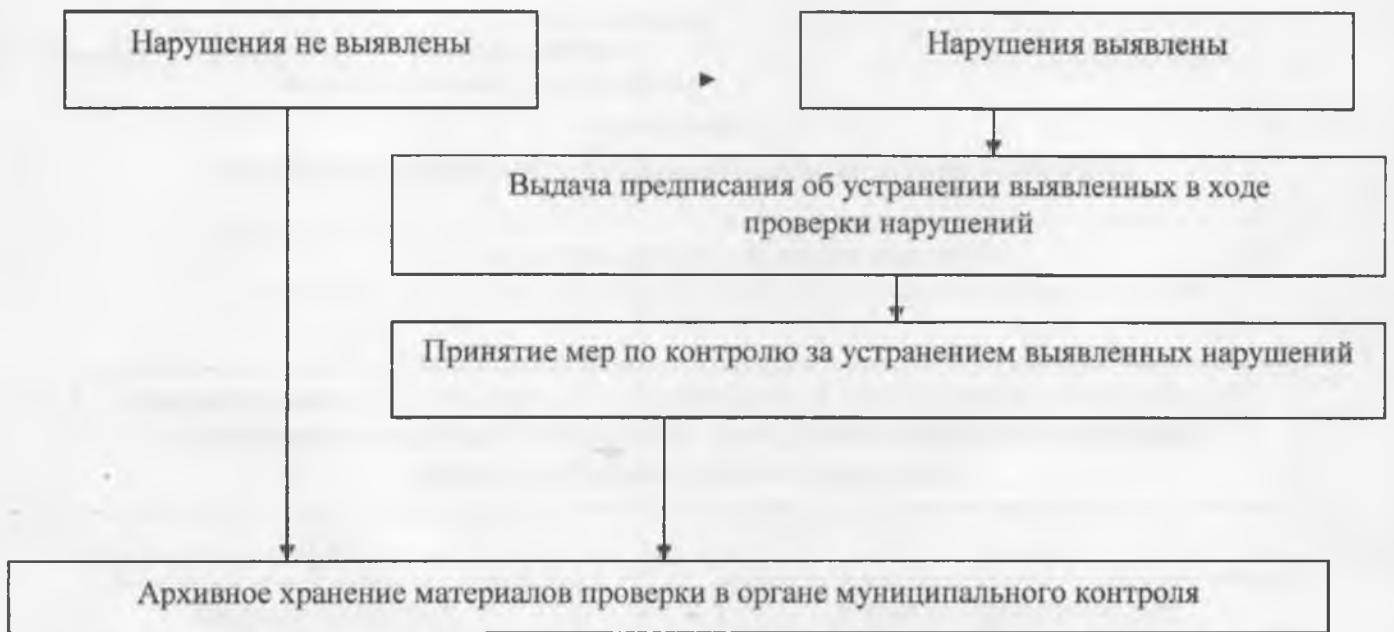 Нарушения не выявлены
Нарушения выявлены
Выдача предписания об устранении выявленных в ходе
проверки нарушений
Принятие мер по контролю за устранением выявленных нарушений
Архивное хранение материалов проверки в органе муниципального контроля